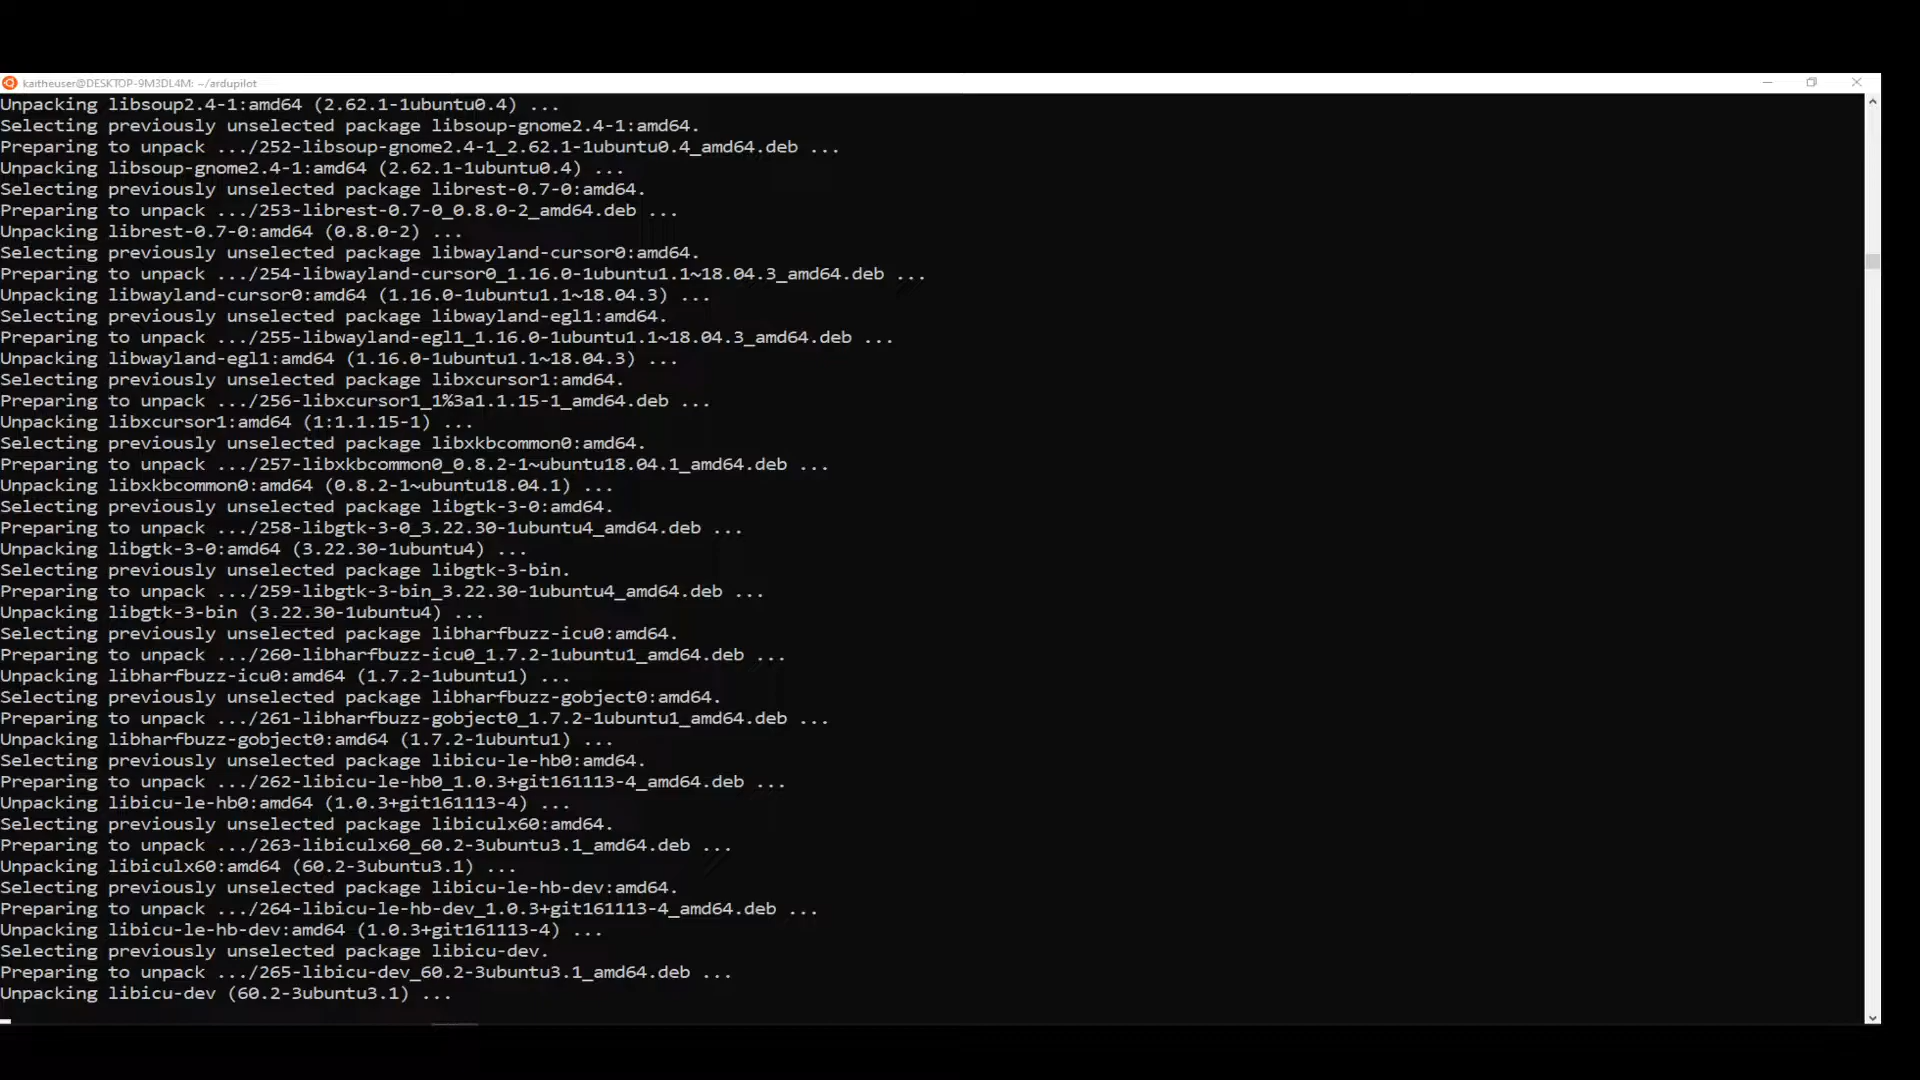 kaitheuser@DESKTOP-9M3DL4M: ~/ardupilot
Unpacking libsoup2.4-1:amd64 (2.62.1-1ubuntu0.4) ...
Selecting previously unselected package libsoup-gnome2.4-1:amd64.
Preparing to unpack .../252-libsoup-gnome2.4-1_2.62.1-1ubuntu0.4_amd64.deb ...
Unpacking libsoup-gnome2.4-1:amd64 (2.62.1-1ubuntu0.4) ...
Selecting previously unselected package librest-0.7-0:amd64.
Preparing to unpack .../253-librest-0.7-0_0.8.0-2_amd64.deb ...
Unpacking librest-0.7-0:amd64 (0.8.0-2) ...
Selecting previously unselected package libwayland-cursor0:amd64.
Preparing to unpack .../254-libwayland-cursor0_1.16.0-1ubuntu1.1~18.04.3_amd64.deb ...
Unpacking libwayland-cursor0:amd64 (1.16.0-1ubuntu1.1~18.04.3) ...
Selecting previously unselected package libwayland-egl1:amd64.
Preparing to unpack .../255-libwayland-egl1_1.16.0-1ubuntu1.1~18.04.3_amd64.deb ...
Unpacking libwayland-egl1:amd64 (1.16.0-1ubuntu1.1~18.04.3) ...
Selecting previously unselected package libxcursor1:amd64.
Preparing to unpack .../256-libxcursor1_1%3a1.1.15-1_amd64.deb ...
Unpacking libxcursor1:amd64 (1:1.1.15-1) ...
Selecting previously unselected package libxkbcommon0:amd64.
Preparing to unpack .../257-libxkbcommon0_0.8.2-1~ubuntu18.04.1_amd64.deb ...
Unpacking libxkbcommon0:amd64 (0.8.2-1~ubuntu18.04.1) ...
Selecting previously unselected package libgtk-3-0:amd64.
Preparing to unpack .../258-libgtk-3-0_3.22.30-1ubuntu4_amd64.deb ...
Unpacking libgtk-3-0:amd64 (3.22.30-1ubuntu4) ...
Selecting previously unselected package libgtk-3-bin.
Preparing to unpack .../259-libgtk-3-bin_3.22.30-1ubuntu4_amd64.deb ...
Unpacking libgtk-3-bin (3.22.30-1ubuntu4) ...
Selecting previously unselected package libharfbuzz-icu0:amd64.
Preparing to unpack .../260-libharfbuzz-icu0_1.7.2-1ubuntu1_amd64.deb ...
Unpacking libharfbuzz-icu0:amd64 (1.7.2-1ubuntu1) ...
Selecting previously unselected package libharfbuzz-gobject0:amd64.
Preparing to unpack .../261-libharfbuzz-gobject0_1.7.2-1ubuntu1_amd64.deb ...
Unpacking libharfbuzz-gobject0:amd64 (1.7.2-1ubuntu1) ...
Selecting previously unselected package libicu-le-hb0:amd64.
Preparing to unpack .../262-libicu-le-hb0_1.0.3+git161113-4_amd64.deb ...
Unpacking libicu-le-hb0:amd64 (1.0.3+git161113-4) ...
Selecting previously unselected package libiculx60:amd64.
Preparing to unpack .../263-libiculx60_60.2-3ubuntu3.1_amd64.deb ...
Unpacking libiculx60:amd64 (60.2-3ubuntu3.1) ...
Selecting previously unselected package libicu-le-hb-dev:amd64.
Preparing to unpack .../264-libicu-le-hb-dev_1.0.3+git161113-4_amd64.deb ...
Unpacking libicu-le-hb-dev:amd64 (1.0.3+git161113-4) ...
Selecting previously unselected package libicu-dev.
Preparing to unpack .../265-libicu-dev_60.2-3ubuntu3.1_amd64.deb ...
Unpacking libicu-dev (60.2-3ubuntu3.1) ...